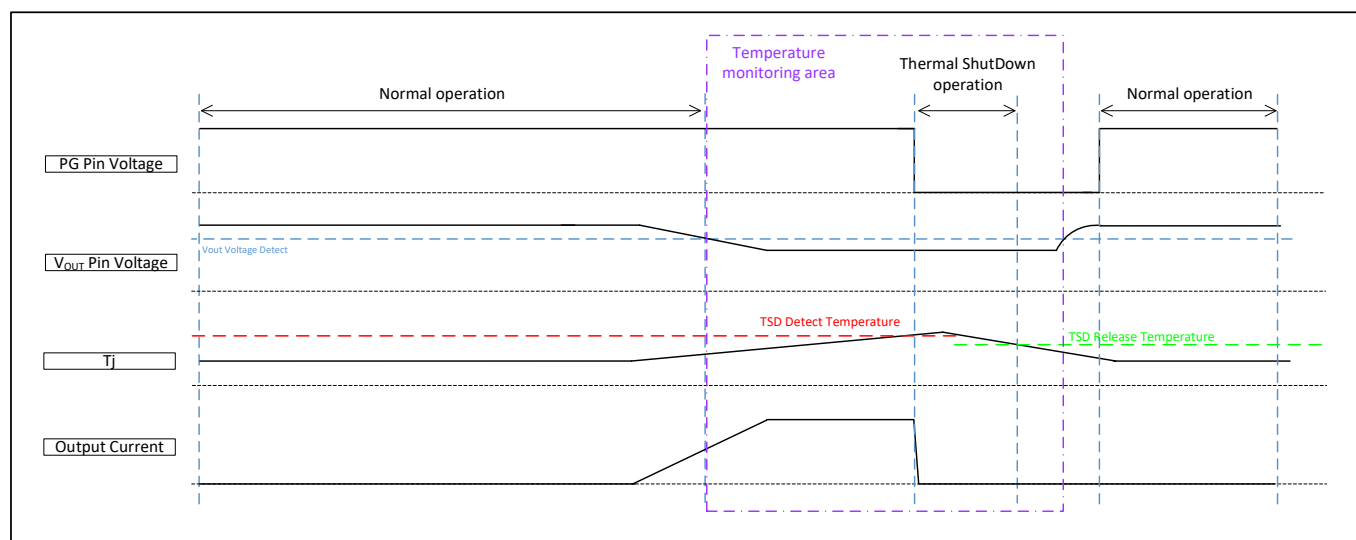 Temperature
monitoring area
Thermal ShutDown
operation
Normal operation
Normal operation
PG Pin Voltage
Vout Voltage Detect
VOUT Pin Voltage
TSD Detect Temperature
TSD Release Temperature
Tj
Output Current